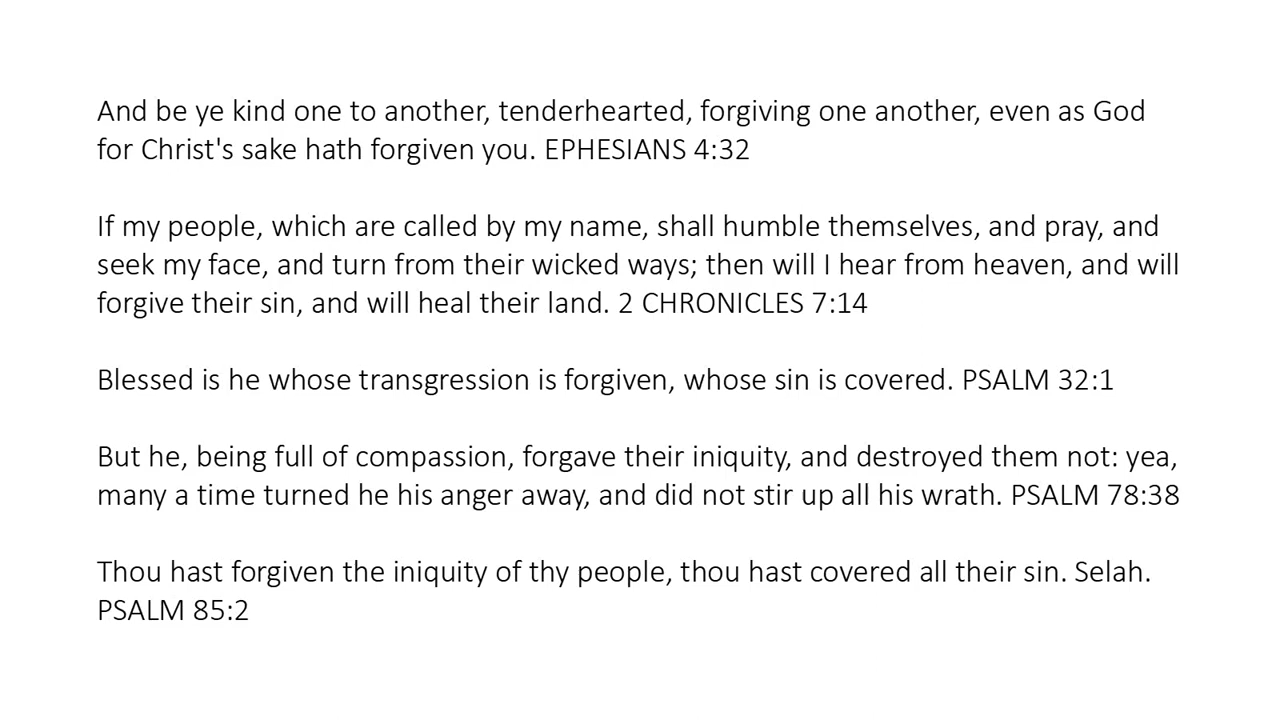 And be ye kind one to another, tenderhearted, forgiving one another, even as God
for Christ's sake hath forgiven you. EPHESIANS 4:32
If my people, which are called by my name, shall humble themselves, and pray, and
seek my face, and turn from their wicked ways; then will I hear from heaven, and will
forgive their sin, and will heal their land. 2 CHRONICLES 7:14
Blessed is he whose transgression is forgiven, whose sin is covered. PSALM 32:1
But he, being full of compassion, forgave their iniquity, and destroyed them not: yea,
many a time turned he his anger away, and did not stir up all his wrath. PSALM 78:38
Thou hast forgiven the iniquity of thy people, thou hast covered all their sin. Selah.
PSALM 85:2